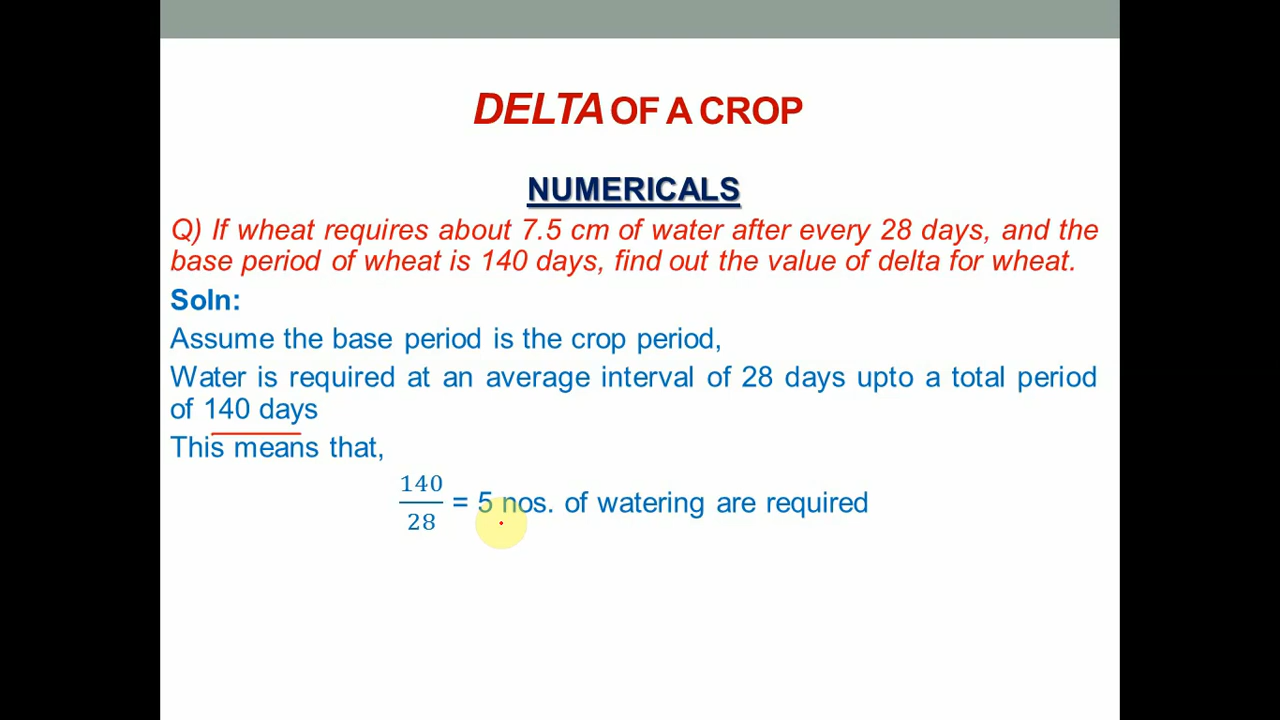 DELTA OF A CROP
NUMERICALS
Q) If wheat requires about 7.5 cm of water after every 28 days, and the
base period of wheat is 140 days, find out the value of delta for wheat.
Soln:
Assume the base period is the crop period,
Water is required at an average interval of 28 days upto a total period
of 140 days
This means that,
140
28
= 5 nos. of watering are required